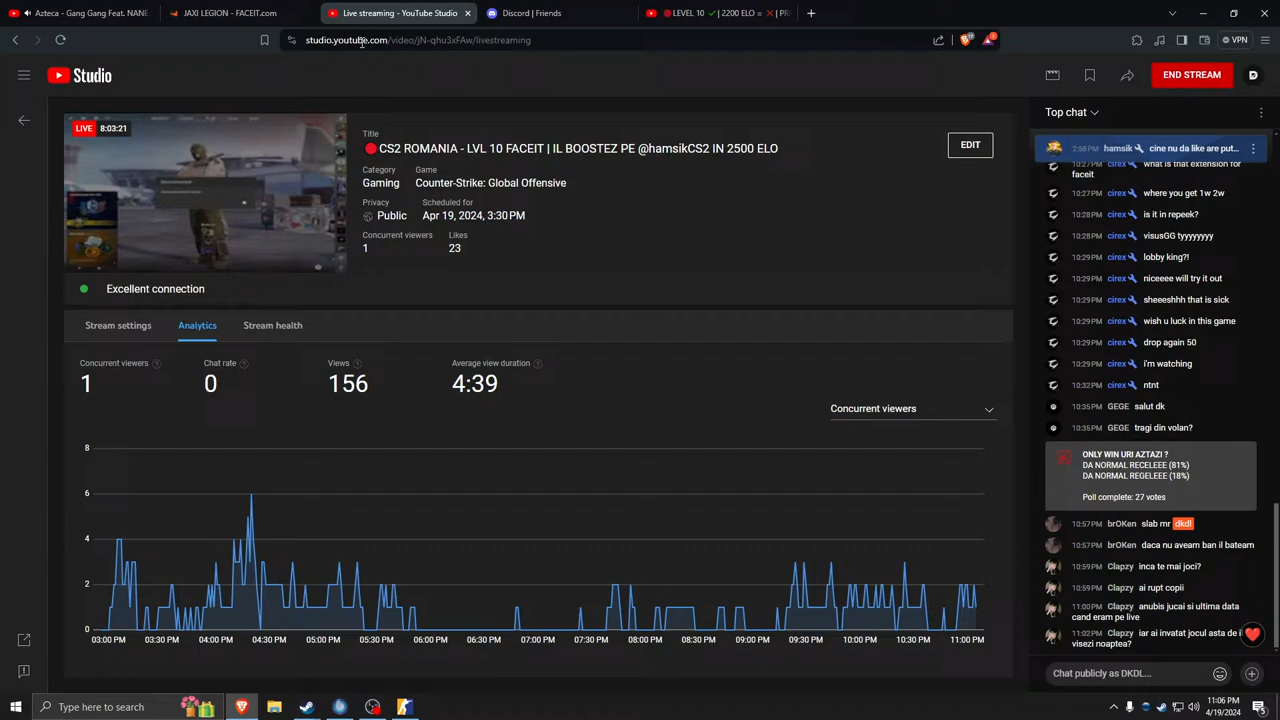 Azteca - Gang Gang Feat. NANE
JAXI LEGION - FACEIT.com
Live streaming - YouTube Studio
Discord | Friends
LEVEL 10 ✓ | 2200 ELO = ✗ | PR
studio.youtube.com/video/jN-qhu3xFAw/livestreaming
VPN
Studio
END STREAM
LIVE 8:03:21
Title
CS2 ROMANIA - LVL 10 FACEIT | IL BOOSTEZ PE @hamsikCS2 IN 2500 ELO
EDIT
Category Game
Gaming Counter-Strike: Global Offensive
Privacy Scheduled for
Public Apr 19, 2024, 3:30 PM
Concurrent viewers Likes
1 23
Excellent connection
Stream settings Analytics Stream health
Concurrent viewers Chat rate Views Average view duration
1 0 156 4:39
Concurrent viewers
8
6
4
2
0
03:00 PM 03:30 PM 04:00 PM 04:30 PM 05:00 PM 05:30 PM 06:00 PM 06:30 PM 07:00 PM 07:30 PM 08:00 PM 08:30 PM 09:00 PM 09:30 PM 10:00 PM 10:30 PM 11:00 PM
Top chat
2:58 PM hamsik cine nu da like are put...
10:27 PM cirex what is that extension for
faceit
10:27 PM cirex where you get 1w 2w
10:28 PM cirex is it in repeek?
10:28 PM cirex visusGG tyyyyyyy
10:29 PM cirex lobby king?!
10:29 PM cirex niceeee will try it out
10:29 PM cirex sheeeshhh that is sick
10:29 PM cirex wish u luck in this game
10:29 PM cirex drop again 50
10:29 PM cirex i'm watching
10:32 PM cirex ntnt
10:35 PM GEGE salut dk
10:35 PM GEGE tragi din volan?
ONLY WIN URI AZTAZI ?
DA NORMAL RECELEEE (81%)
DA NORMAL REGELEEE (18%)
Poll complete: 27 votes
10:57 PM brOKen slab mr dkdl
10:57 PM brOKen daca nu aveam ban il bateam
10:59 PM Clapzy inca te mai joci?
10:59 PM Clapzy ai rupt copii
11:00 PM Clapzy anubis jucai si ultima data
cand eram pe live
11:02 PM Clapzy iar ai invatat jocul asta de il
visezi noaptea?
Chat publicly as DKDL...
Type here to search
11:06 PM
4/19/2024
5